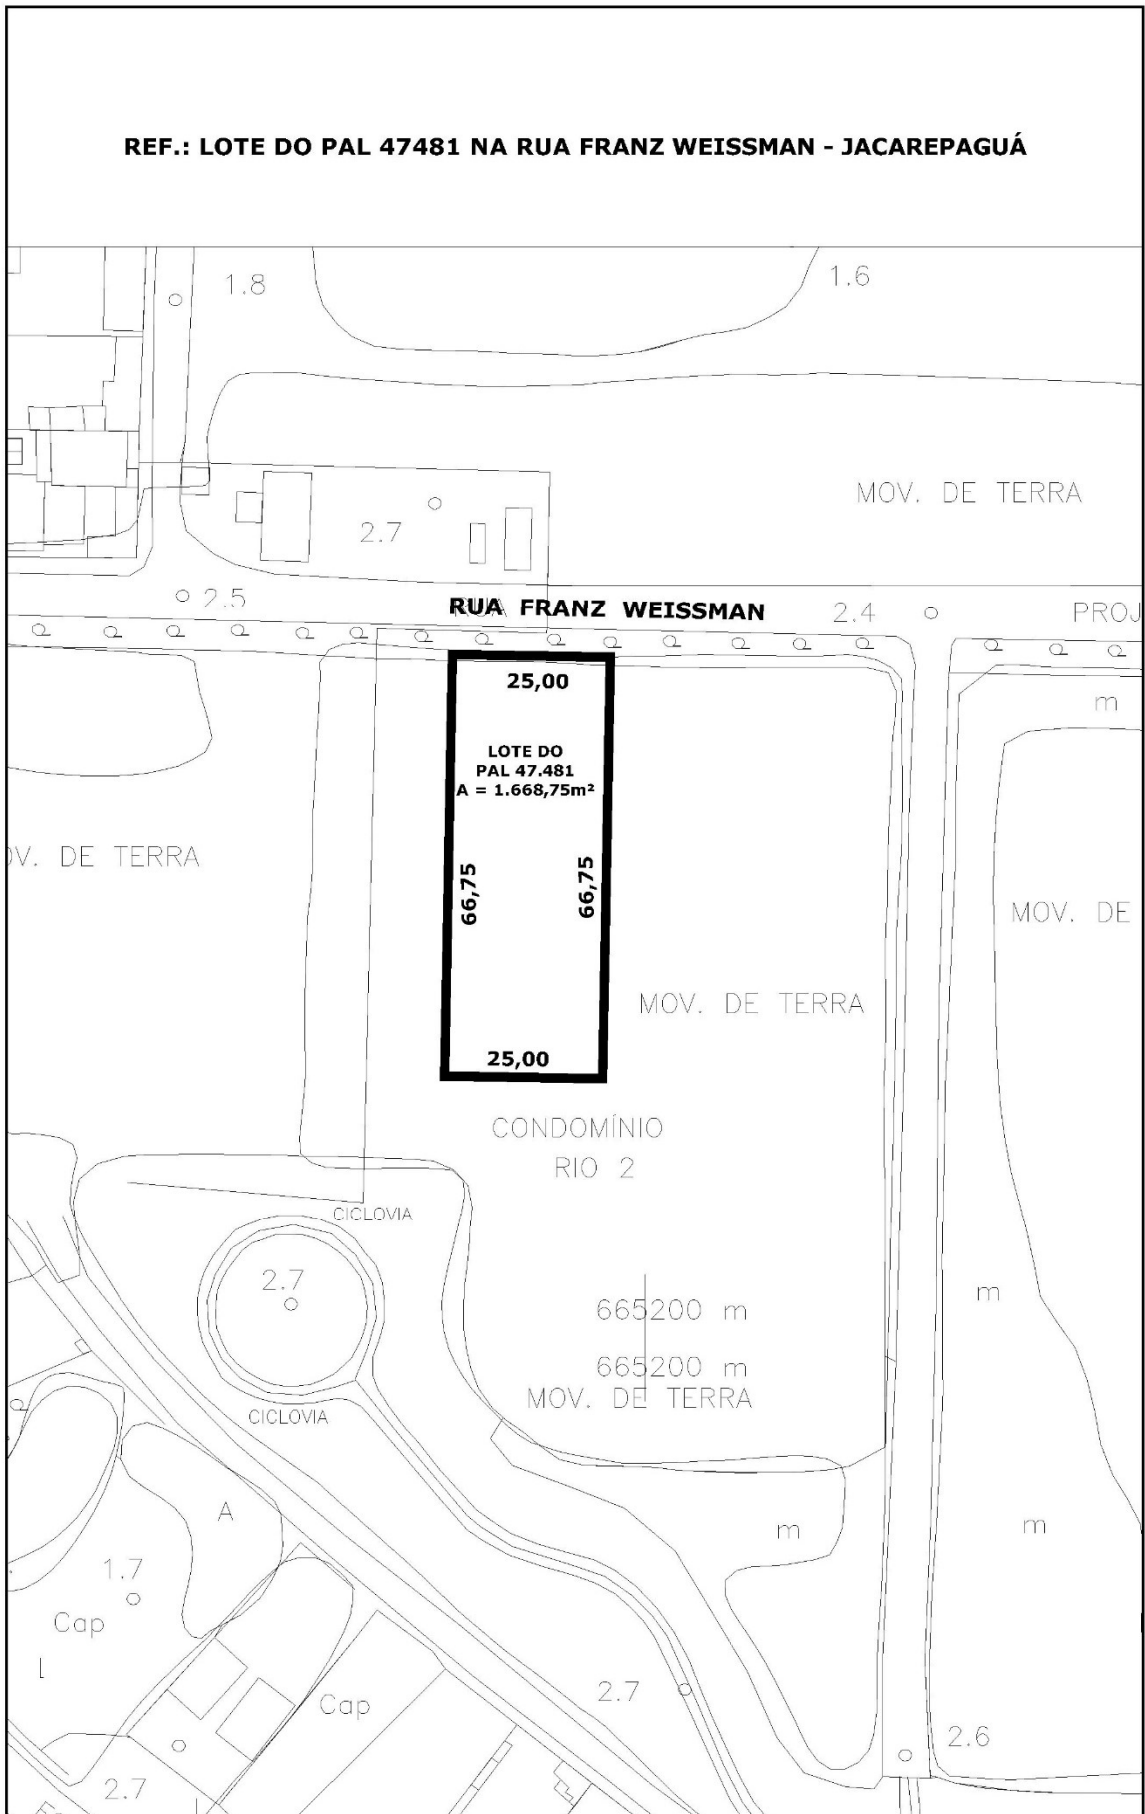 REF.: LOTE DO PAL 47481 NA RUA FRANZ WEISSMAN - JACAREPAGUÁ
1.8
1.6
MOV. DE TERRA
2.7
2.5
RUA FRANZ WEISSMAN
2.4
PROJ
25,00
m
LOTE DO
PAL 47.481
A = 1.668,75m²
OV. DE TERRA
66,75
66,75
MOV. DE
MOV. DE TERRA
25,00
CONDOMÍNIO
RIO 2
CICLOVIA
2.7
665200 m
m
665200 m
MOV. DE TERRA
CICLOVIA
A
m
m
1.7
Cap
2.7
Cap
2.6
2.7